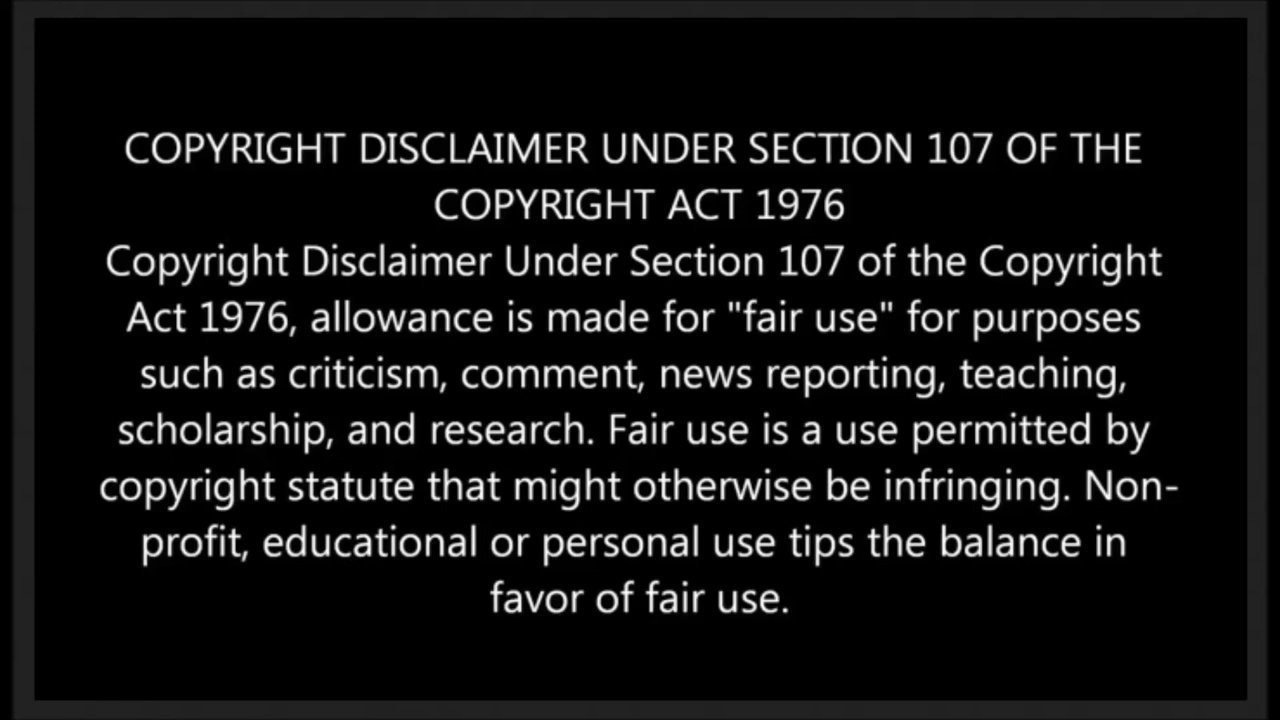 COPYRIGHT DISCLAIMER UNDER SECTION 107 OF THE
COPYRIGHT ACT 1976
Copyright Disclaimer Under Section 107 of the Copyright
Act 1976, allowance is made for "fair use" for purposes
such as criticism, comment, news reporting, teaching,
scholarship, and research. Fair use is a use permitted by
copyright statute that might otherwise be infringing. Non-
profit, educational or personal use tips the balance in
favor of fair use.